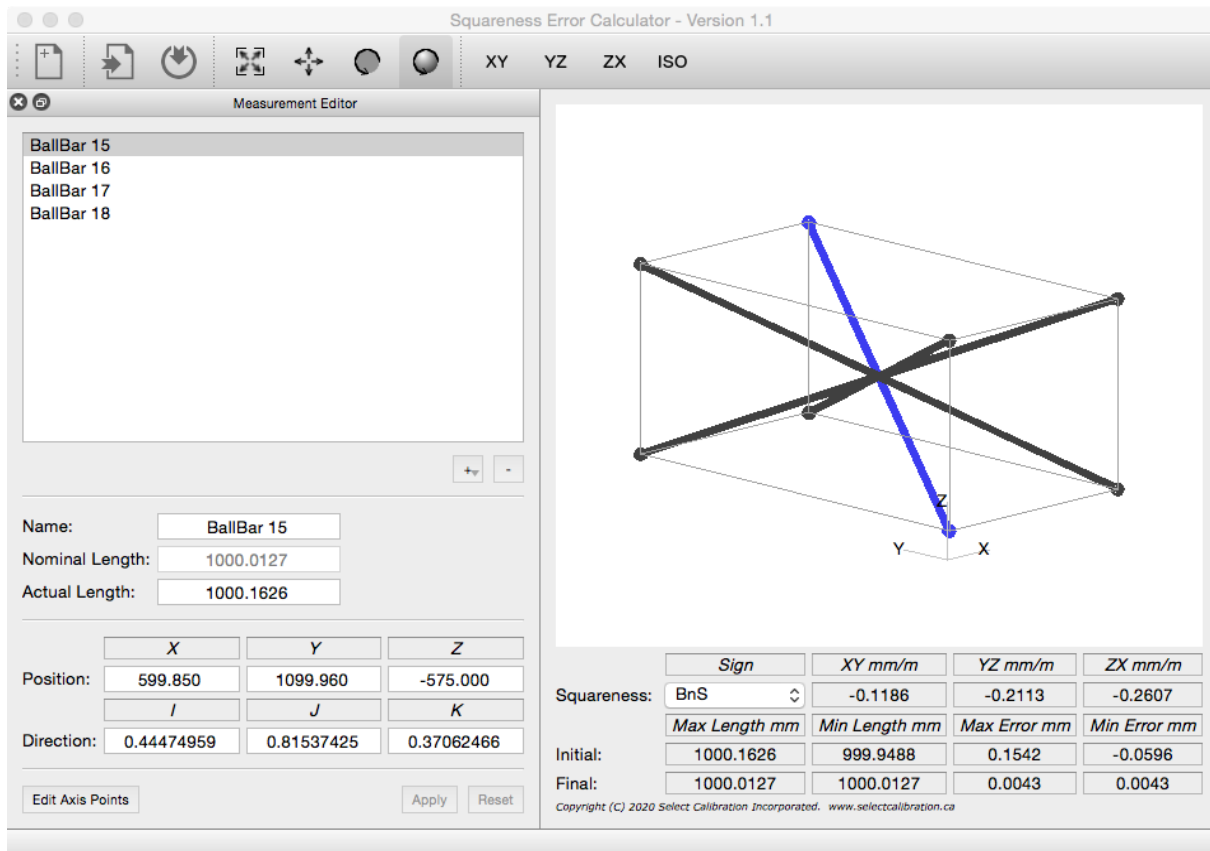 Squareness Error Calculator - Version 1.1
XY YZ ZX ISO
Measurement Editor
BallBar 15
BallBar 16
BallBar 17
BallBar 18
+ -
Name: BallBar 15
Nominal Length: 1000.0127
Actual Length: 1000.1626
X Y Z
Position: 599.850 1099.960 -575.000
I J K
Direction: 0.44474959 0.81537425 0.37062466
Edit Axis Points Apply Reset
Z
Y X
Sign XY mm/m YZ mm/m ZX mm/m
Squareness: BnS -0.1186 -0.2113 -0.2607
Max Length mm Min Length mm Max Error mm Min Error mm
Initial: 1000.1626 999.9488 0.1542 -0.0596
Final: 1000.0127 1000.0127 0.0043 0.0043
Copyright (C) 2020 Select Calibration Incorporated. www.selectcalibration.ca